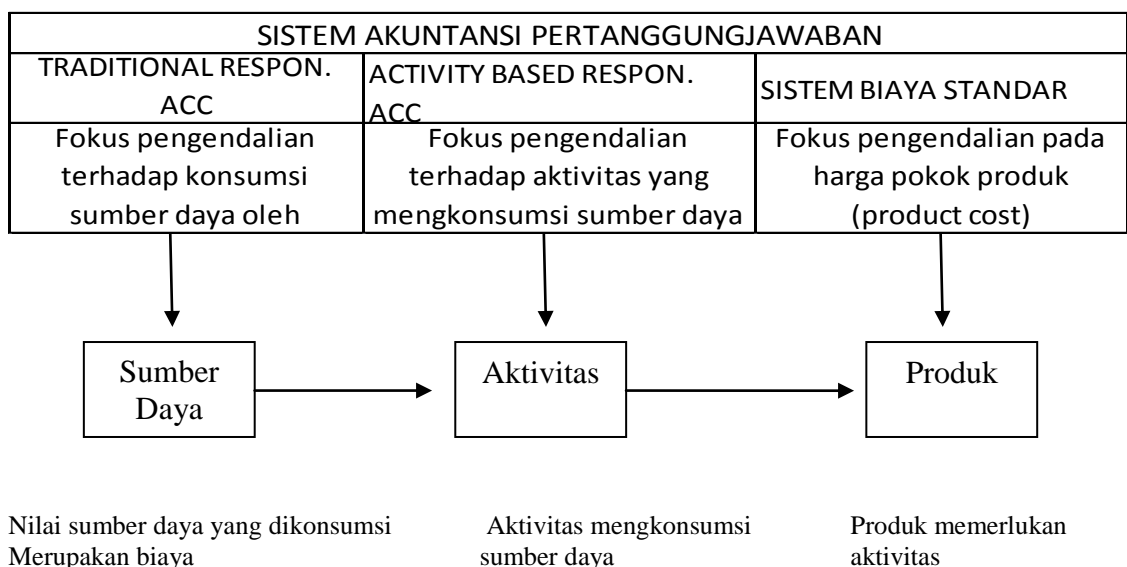 SISTEM AKUNTANSI PERTANGGUNGJAWABAN
TRADITIONAL RESPON.
ACC
ACTIVITY BASED RESPON.
ACC
SISTEM BIAYA STANDAR
Fokus pengendalian
terhadap konsumsi
sumber daya oleh
Fokus pengendalian
terhadap aktivitas yang
mengkonsumsi sumber daya
Fokus pengendalian pada
harga pokok produk
(product cost)
Sumber
Daya
Aktivitas
Produk
Nilai sumber daya yang dikonsumsi
Merupakan biaya
Aktivitas mengkonsumsi
sumber daya
Produk memerlukan
aktivitas